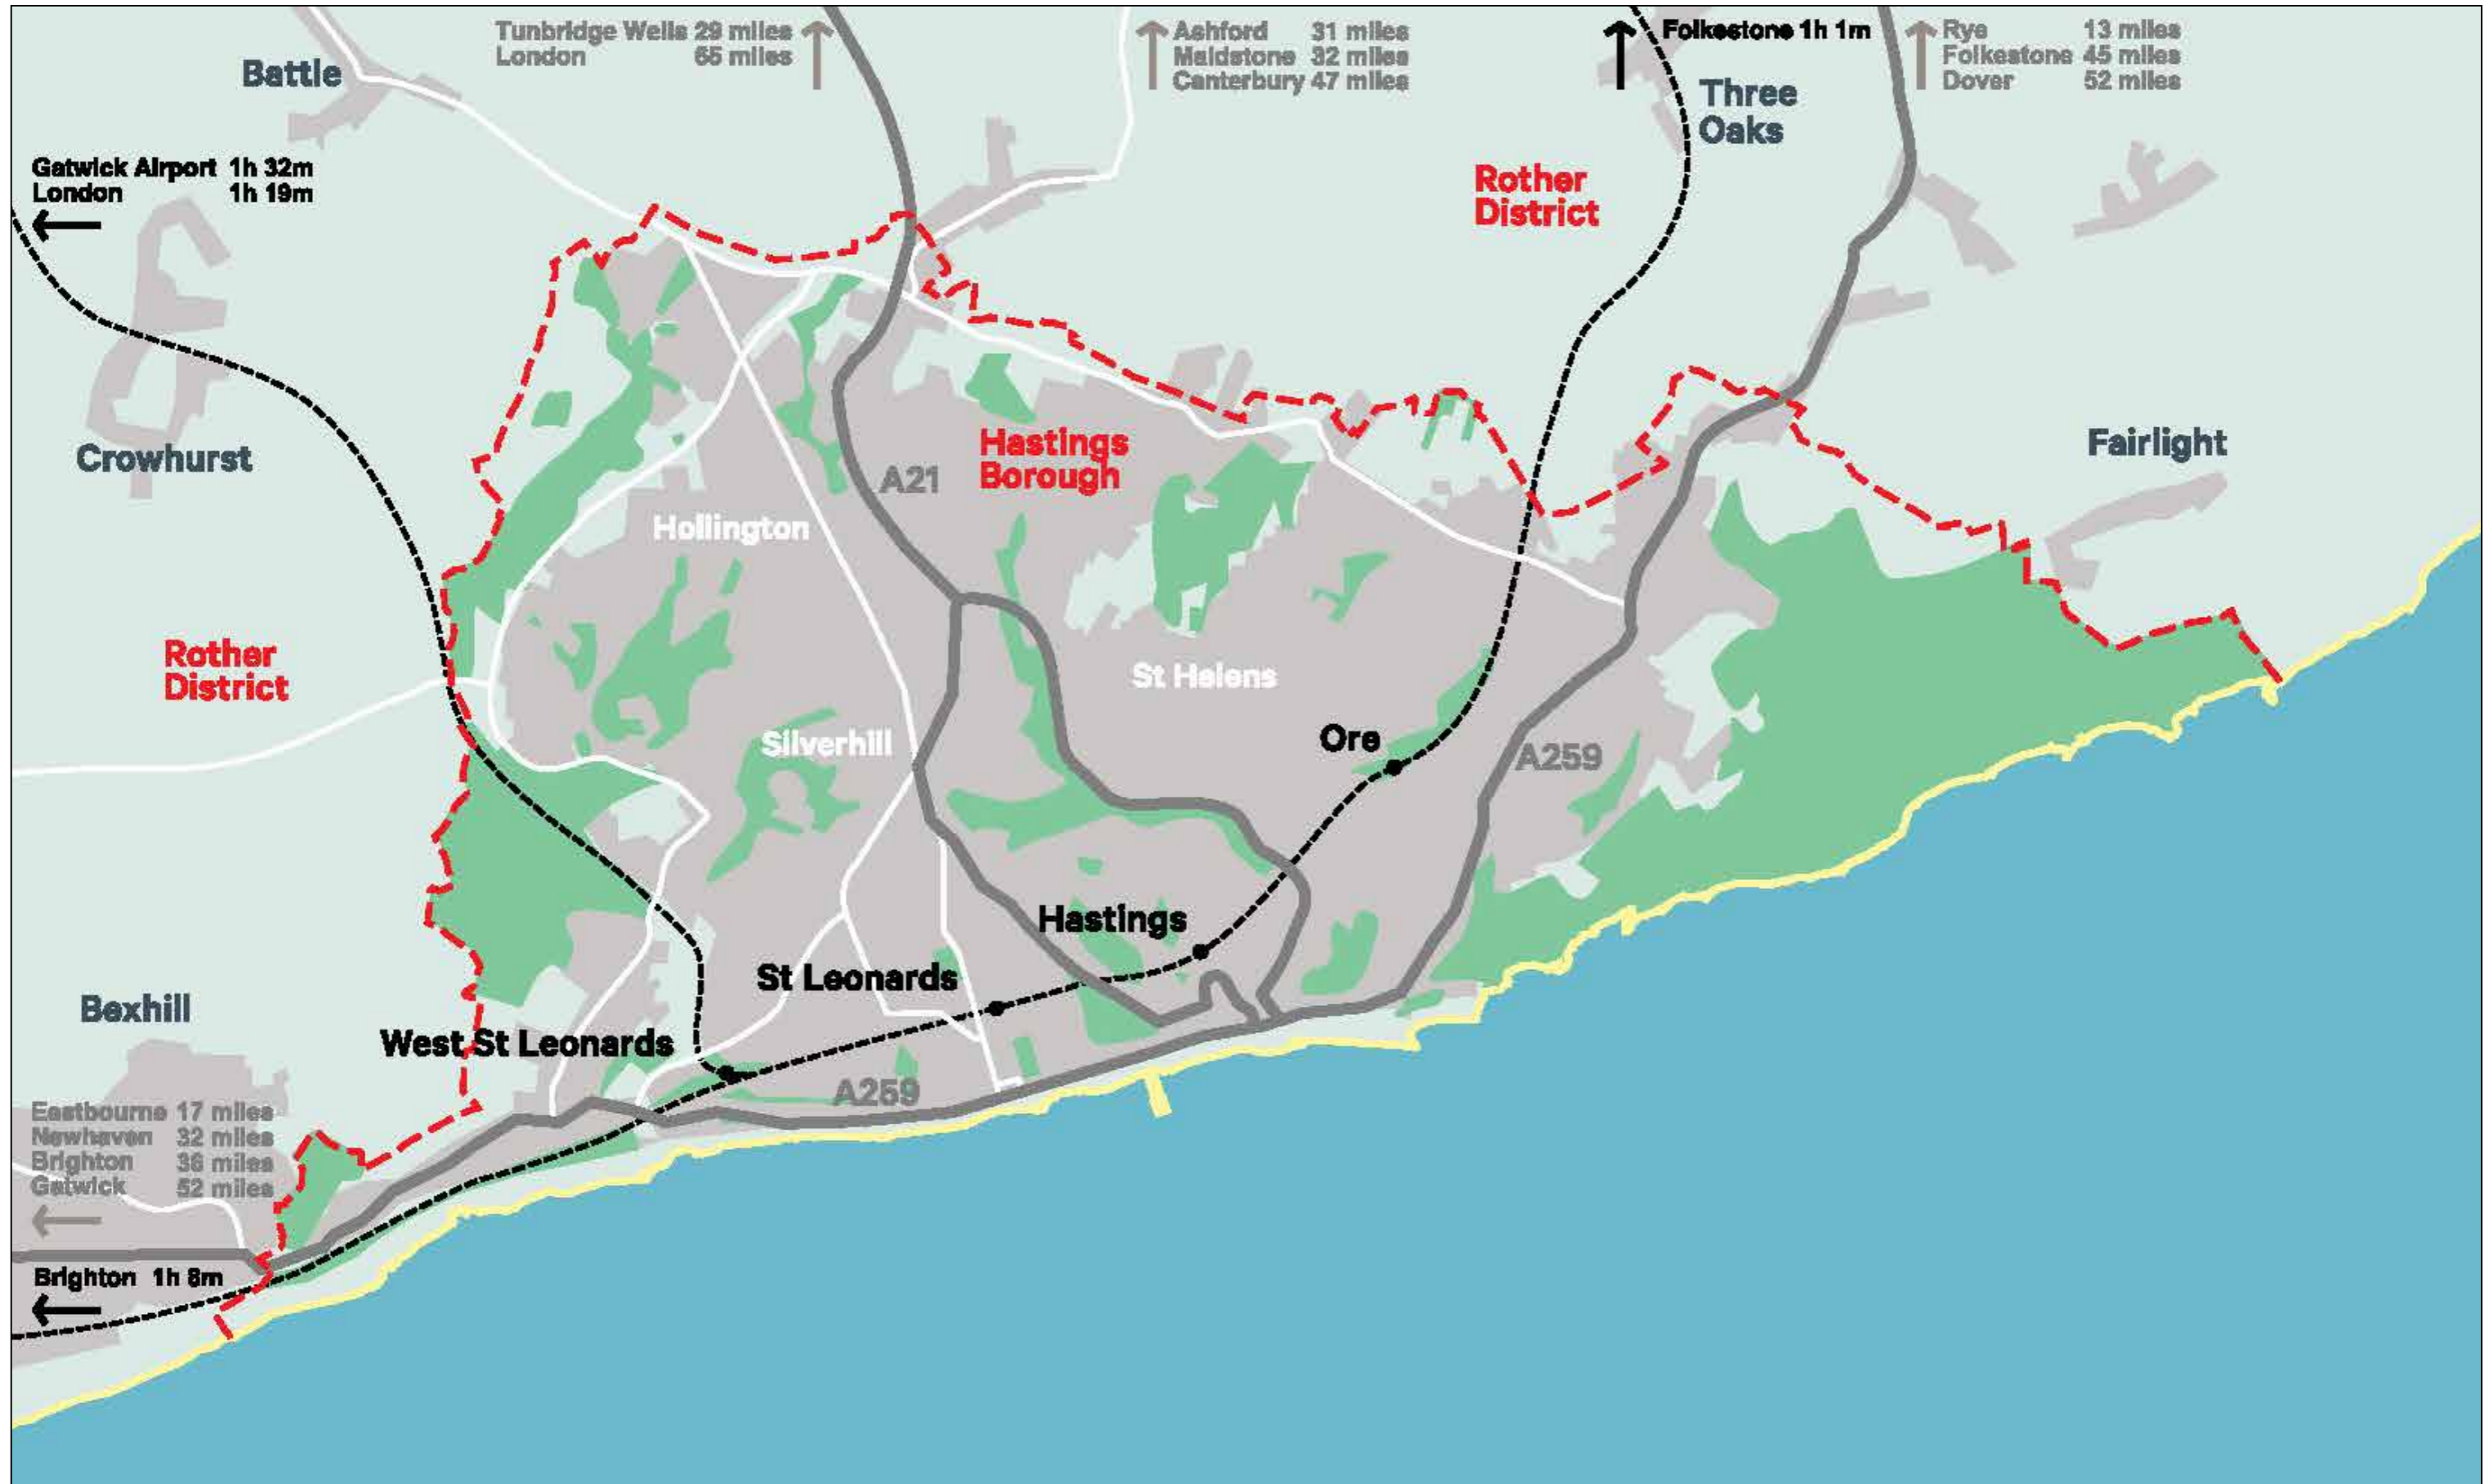 Tunbridge Wells 29 miles
London 65 miles
Ashford 31 miles
Maidstone 32 miles
Canterbury 47 miles
Folkestone 1h 1m
Rye 13 miles
Folkestone 45 miles
Dover 52 miles
Battle
Three
Oaks
Gatwick Airport 1h 32m
London 1h 19m
Rother
District
Hastings
Borough
Crowhurst
Fairlight
A21
Hollington
Rother
District
St Helens
Silverhill
Ore
A259
Hastings
St Leonards
Bexhill
West St Leonards
A259
Eastbourne 17 miles
Newhaven 32 miles
Brighton 36 miles
Gatwick 52 miles
Brighton 1h 8m